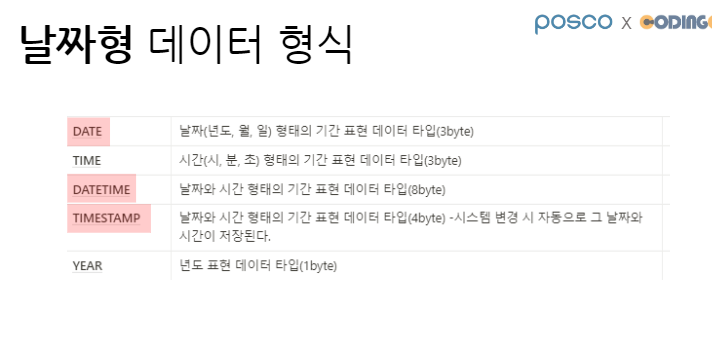 posco x CODING
날짜형 데이터 형식
DATE 날짜(년도, 월, 일) 형태의 기간 표현 데이터 타입(3byte)
TIME 시간(시, 분, 초) 형태의 기간 표현 데이터 타입(3byte)
DATETIME 날짜와 시간 형태의 기간 표현 데이터 타입(8byte)
TIMESTAMP 날짜와 시간 형태의 기간 표현 데이터 타입(4byte) -시스템 변경 시 자동으로 그 날짜와
시간이 저장된다.
YEAR 년도 표현 데이터 타입(1byte)